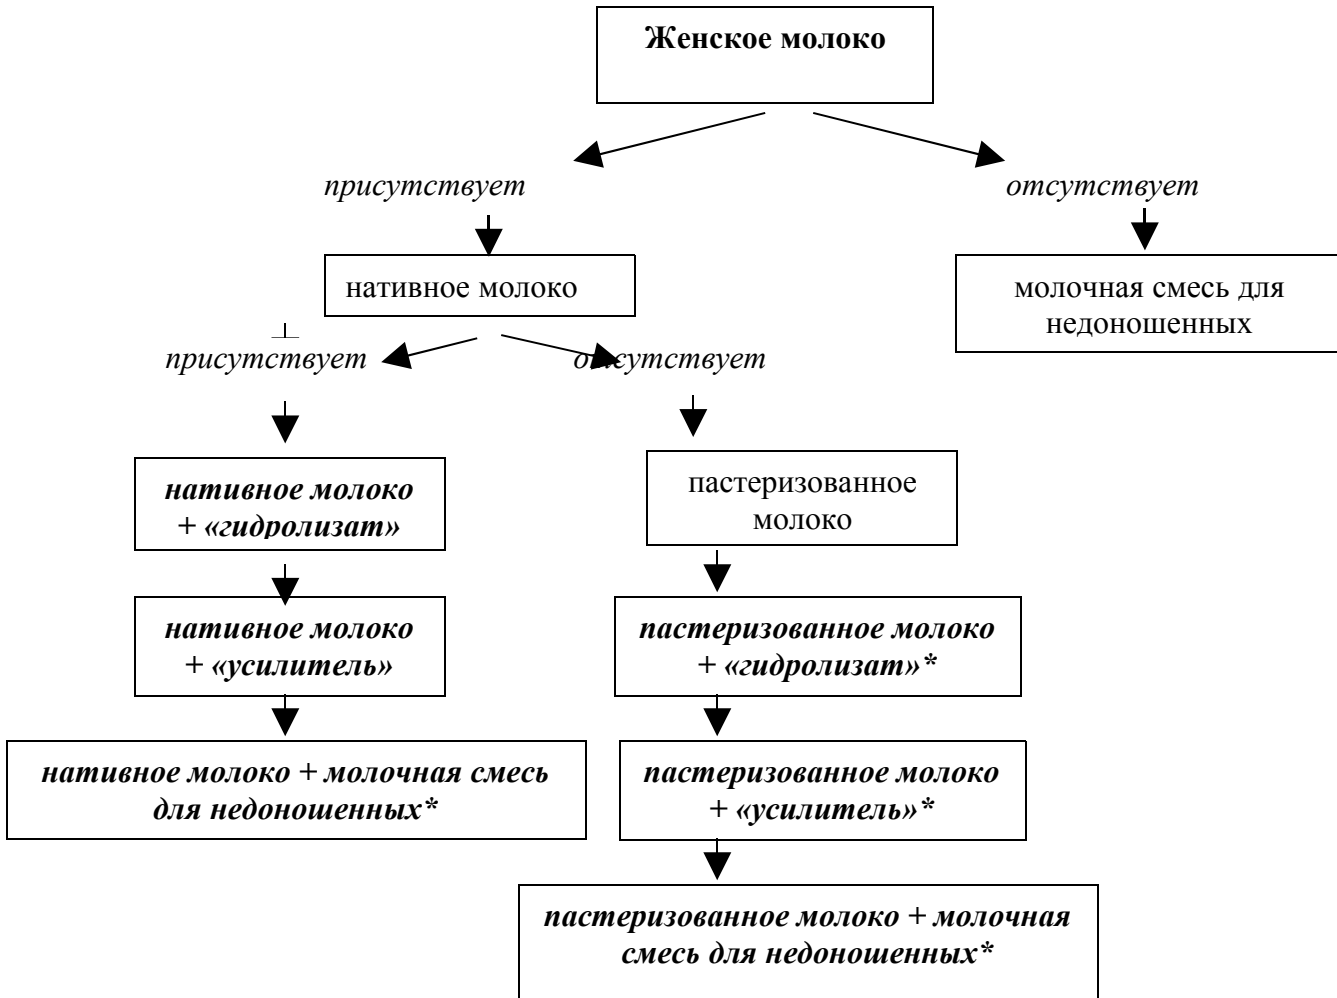 Женское молоко
присутствует
отсутствует
нативное молоко
молочная смесь для
недоношенных
присутствует
отсутствует
нативное молоко
+ «гидролизат»
пастеризованное
молоко
нативное молоко
+ «усилитель»
пастеризованное молоко
+ «гидролизат»*
нативное молоко + молочная смесь
для недоношенных*
пастеризованное молоко
+ «усилитель»*
пастеризованное молоко + молочная
смесь для недоношенных*